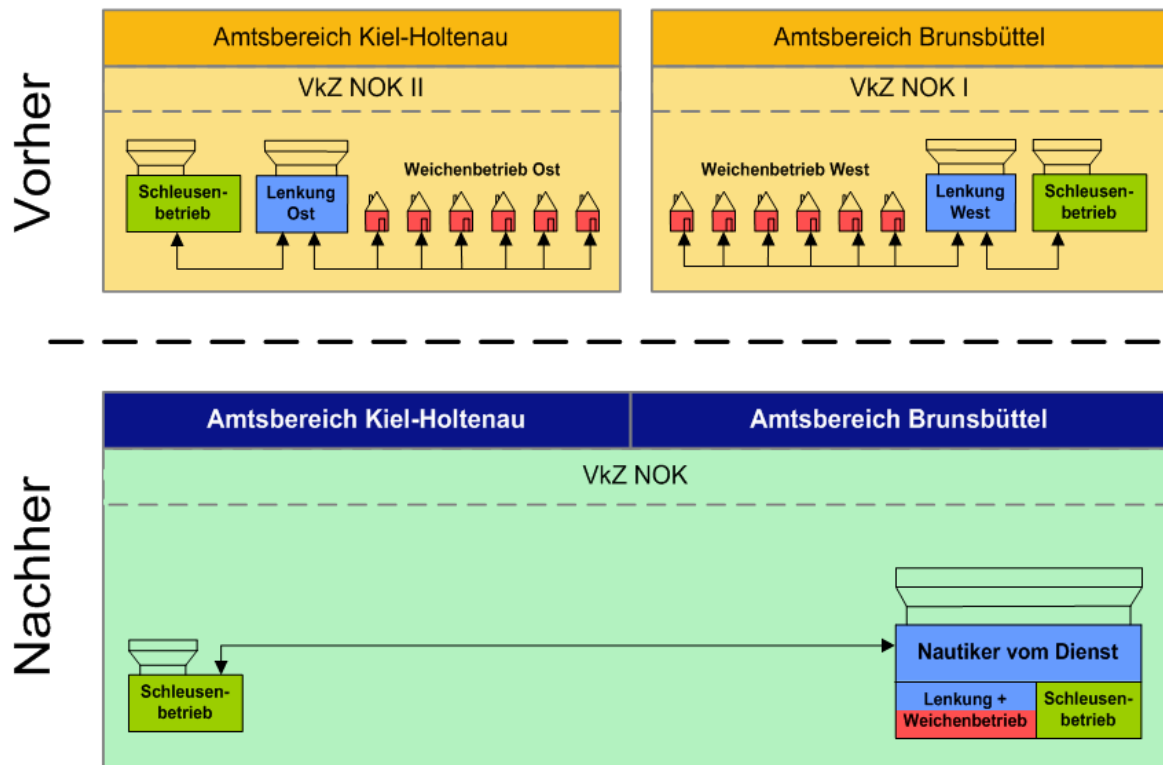 Vorher
Amtsbereich Kiel-Holtenau
VkZ NOK II
Schleusen-
betrieb
Lenkung
Ost
Weichenbetrieb Ost
Amtsbereich Brunsbüttel
VkZ NOK I
Weichenbetrieb West
Lenkung
West
Schleusen-
betrieb
Nachher
Amtsbereich Kiel-Holtenau
Amtsbereich Brunsbüttel
VkZ NOK
Schleusen-
betrieb
Nautiker vom Dienst
Lenkung +
Weichenbetrieb
Schleusen-
betrieb